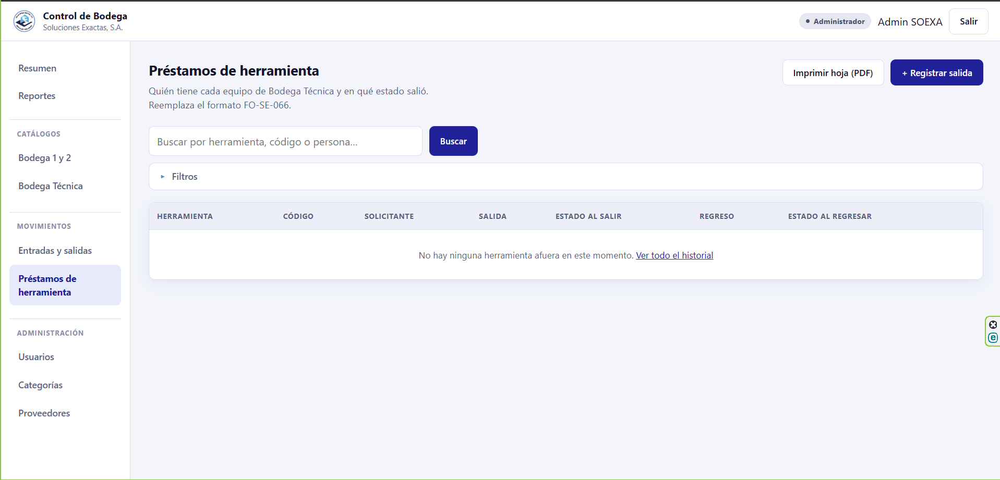 Control de Bodega
Soluciones Exactas, S.A.
Administrador
Admin SOEXA
Salir
Resumen
Reportes
CATÁLOGOS
Bodega 1 y 2
Bodega Técnica
MOVIMIENTOS
Entradas y salidas
Préstamos de
herramienta
ADMINISTRACIÓN
Usuarios
Categorías
Proveedores
Préstamos de herramienta
Quién tiene cada equipo de Bodega Técnica y en qué estado salió.
Reemplaza el formato FO-SE-066.
Imprimir hoja (PDF)
+ Registrar salida
Buscar por herramienta, código o persona...
Buscar
Filtros
HERRAMIENTA CÓDIGO SOLICITANTE SALIDA ESTADO AL SALIR REGRESO ESTADO AL REGRESAR
No hay ninguna herramienta afuera en este momento. Ver todo el historial